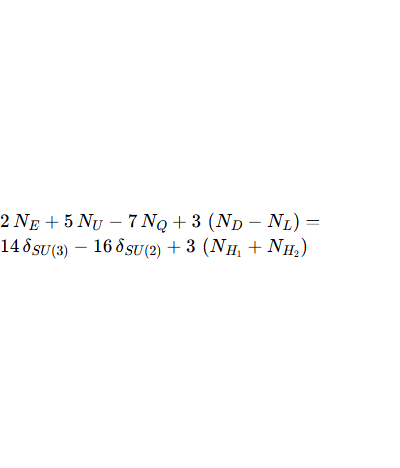 2 N_E + 5 N_U − 7 N_Q + 3 (N_D − N_L) =
14 δ_{SU(3)} − 16 δ_{SU(2)} + 3 (N_{H_1} + N_{H_2})